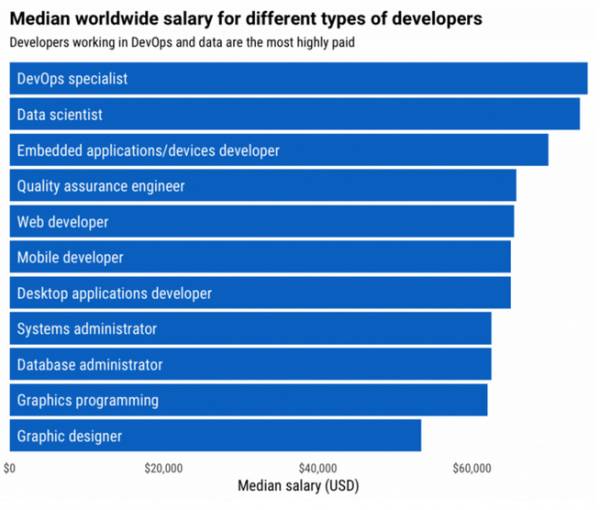 Median worldwide salary for different types of developers
Developers working in DevOps and data are the most highly paid
DevOps specialist
Data scientist
Embedded applications/devices developer
Quality assurance engineer
Web developer
Mobile developer
Desktop applications developer
Systems administrator
Database administrator
Graphics programming
Graphic designer
$0 $20,000 $40,000 $60,000
Median salary (USD)